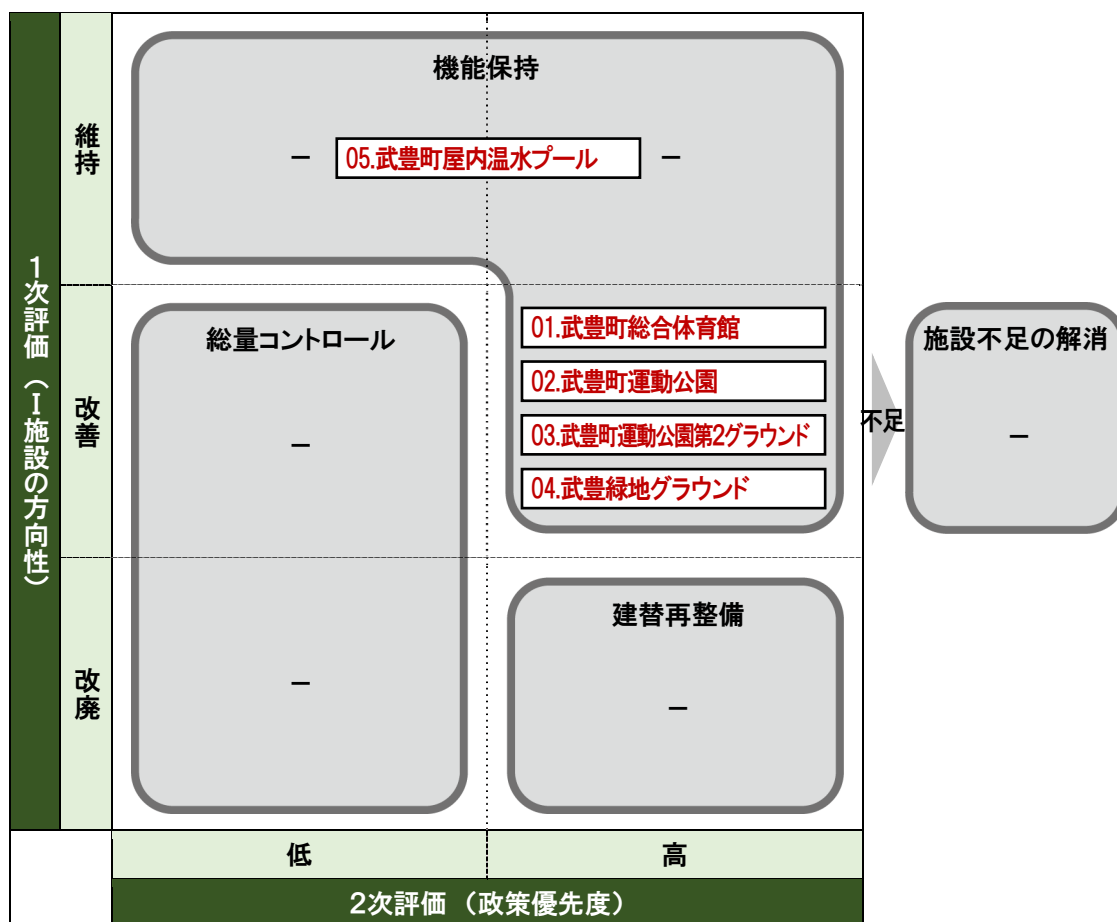 1次評価（Ⅰ施設の方向性）
維持
機能保持
－ 05.武豊町屋内温水プール －
改善
総量コントロール
－
01.武豊町総合体育館
02.武豊町運動公園
03.武豊町運動公園第2グラウンド
04.武豊緑地グラウンド
不足
施設不足の解消
－
改廃
－
建替再整備
－
低
高
2次評価（政策優先度）